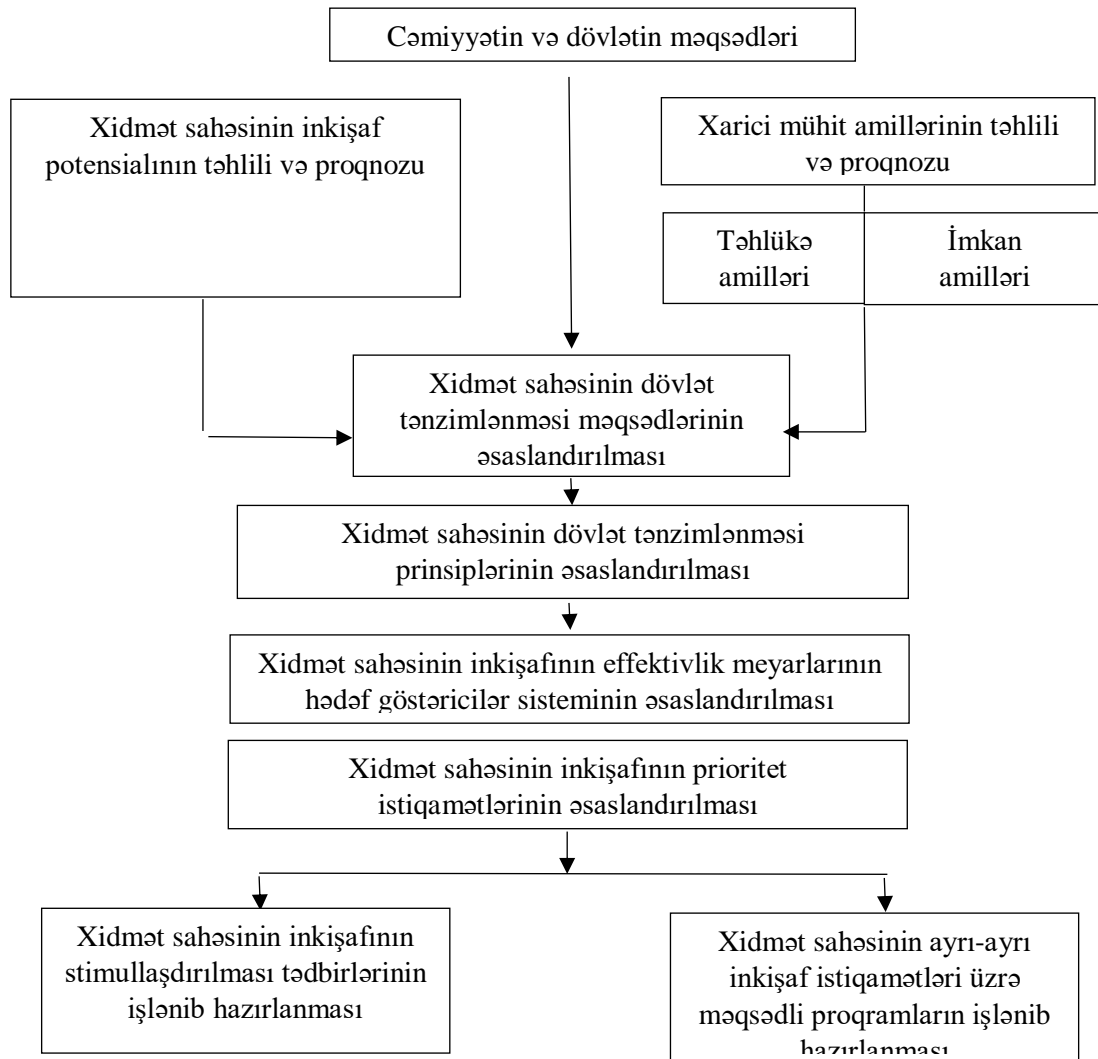 Cəmiyyətin və dövlətin məqsədləri
Xidmət sahəsinin inkişaf
potensialının təhlili və proqnozu
Xarici mühit amillərinin təhlili
və proqnozu
Təhlükə
amilləri
İmkan
amilləri
Xidmət sahəsinin dövlət
tənzimlənməsi məqsədlərinin
əsaslandırılması
Xidmət sahəsinin dövlət tənzimlənməsi
prinsiplərinin əsaslandırılması
Xidmət sahəsinin inkişafının effektivlik meyarlarının
hədəf göstəricilər sisteminin əsaslandırılması
Xidmət sahəsinin inkişafının prioritet
istiqamətlərinin əsaslandırılması
Xidmət sahəsinin inkişafının
stimullaşdırılması tədbirlərinin
işlənib hazırlanması
Xidmət sahəsinin ayrı-ayrı
inkişaf istiqamətləri üzrə
məqsədli proqramların işlənib
hazırlanması